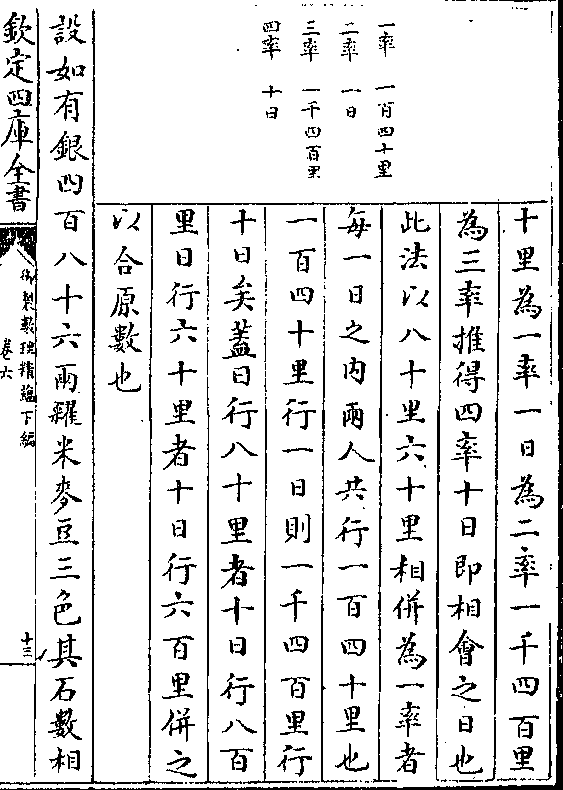 一率 一百四十里
二率 一日
三率 一千四百里
四率 十日
十里為一率一日為二率一千四百里
為三率推得四率十日即相會之日也
此法以八十里六十里相併為一率者
每一日之内兩人共行一百四十里也
一百四十里行一日則一千四百里行
十日矣蓋日行八十里者十日行八百
里日行六十里者十日行六百里併之
以合原數也
設如有銀四百八十六兩糴米麥豆三色其石數相
欽定四庫全書
御製數理精藴下編
卷六
十三